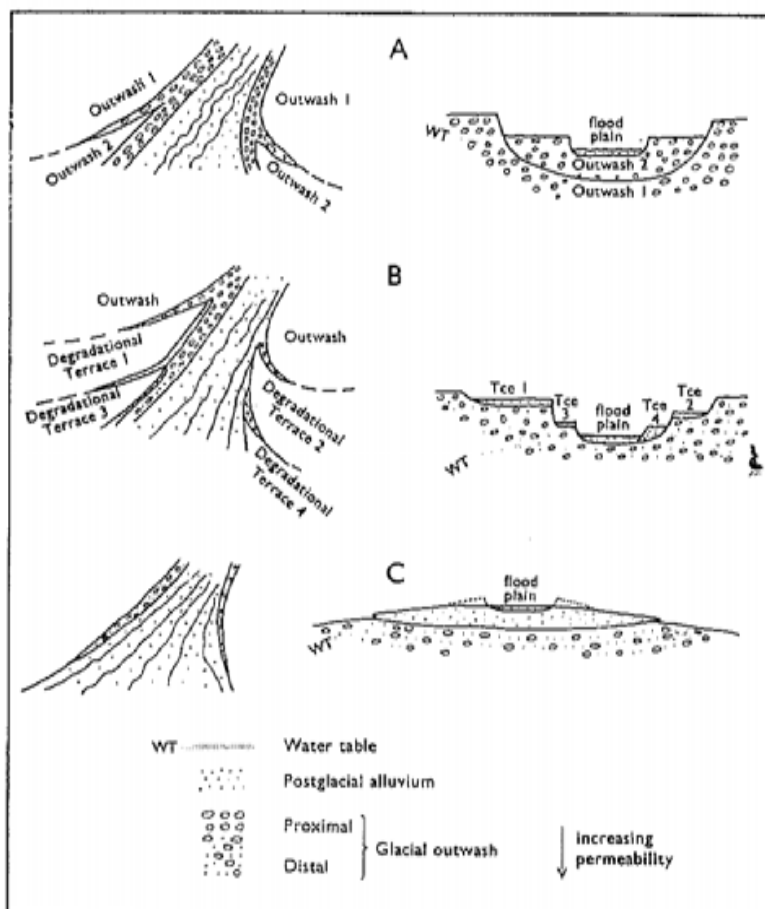 A
Outwash 1
Outwash 2
Outwash 1
Outwash 2
WT
flood
plain
Outwash 2
Outwash 1
B
Outwash
Degradational
Terrace 1
Degradational
Terrace 3
Outwash
Degradational
Terrace 2
Degradational
Terrace 4
Tce 1
Tce
3
flood
plain
Tce
4
Tce
2
WT
C
flood
plain
WT
WT
Water table
Postglacial alluvium
Proximal
Distal
Glacial outwash
increasing
permeability